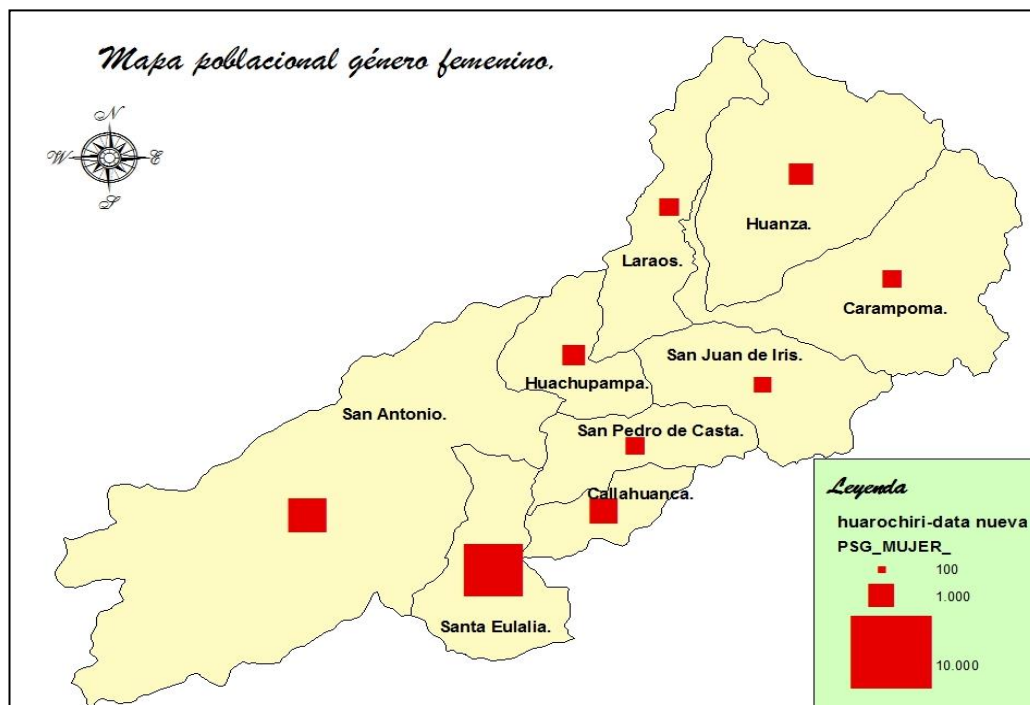 Mapa poblacional género femenino.
N
W E
S
Huanza.
Laraos.
Carampoma.
San Juan de Iris.
Huachupampa.
San Antonio.
San Pedro de Casta.
Callahuanca.
Santa Eulalia.
Leyenda
huarochiri-data nueva
PSG_MUJER_
100
1.000
10.000